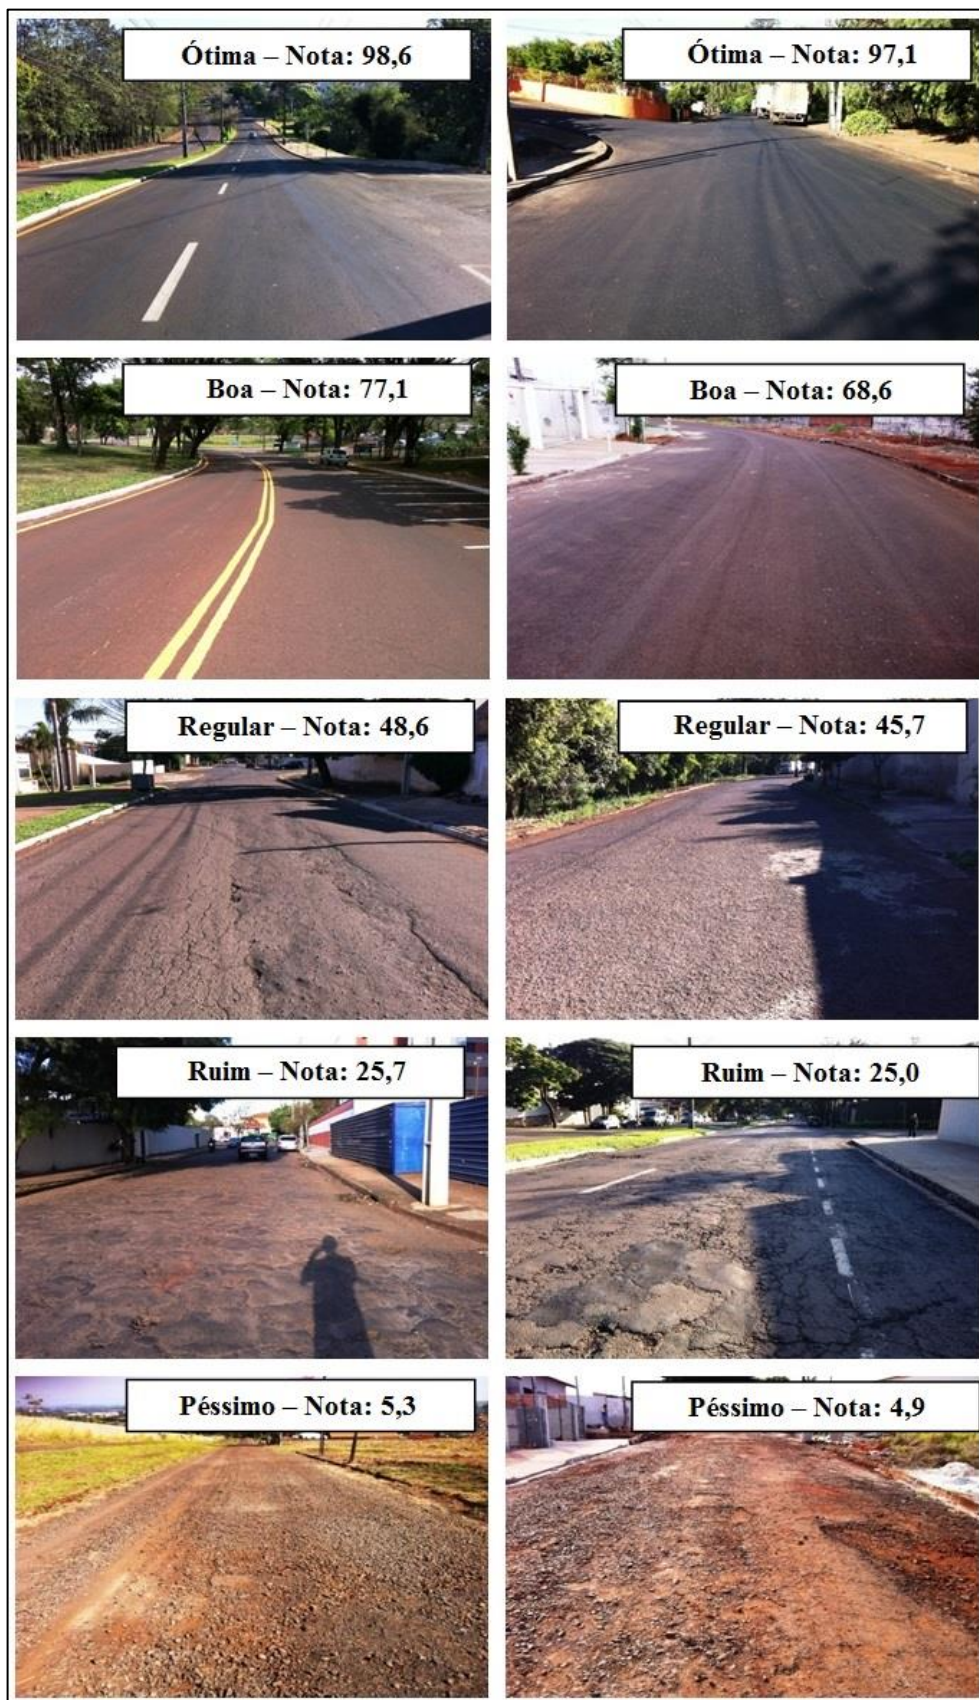 Ótima – Nota: 98,6
Ótima – Nota: 97,1
Boa – Nota: 77,1
Boa – Nota: 68,6
Regular – Nota: 48,6
Regular – Nota: 45,7
Ruim – Nota: 25,7
Ruim – Nota: 25,0
Péssimo – Nota: 5,3
Péssimo – Nota: 4,9